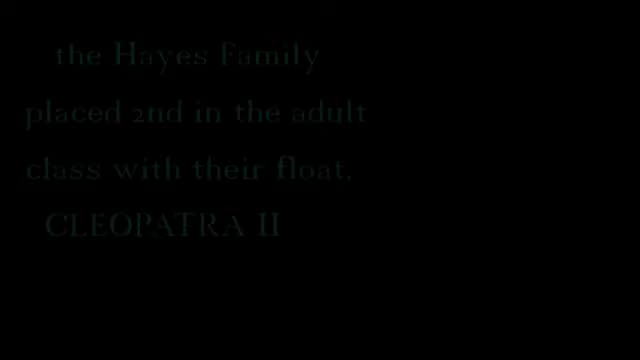 the Hayes Family
placed 2nd in the adult
class with their float,
CLEOPATRA II